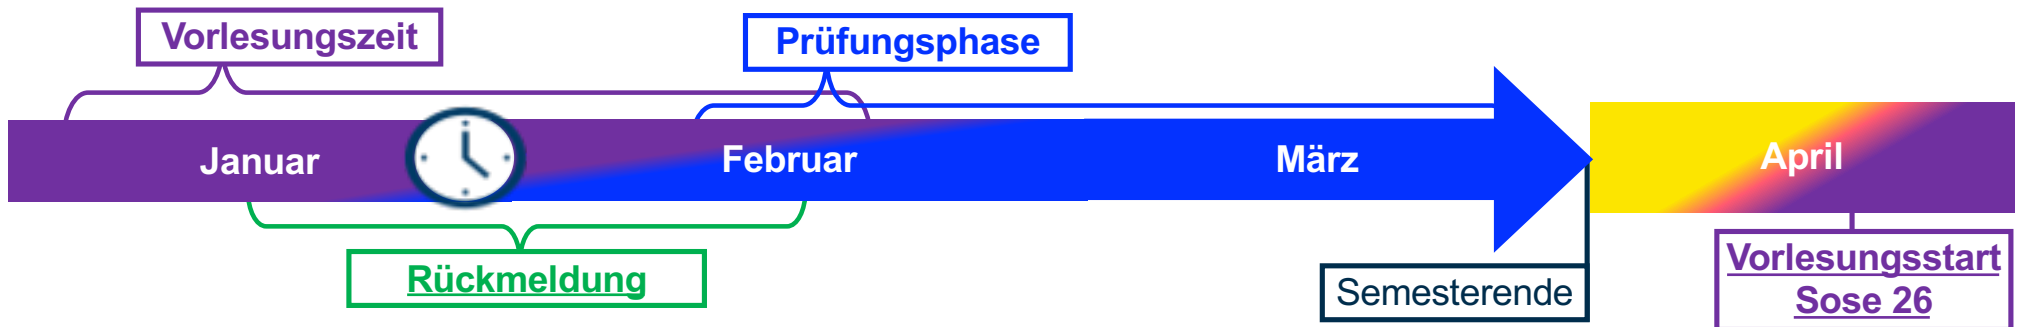 Vorlesungszeit
Prüfungsphase
Januar
Februar
März
April
Rückmeldung
Semesterende
Vorlesungsstart
Sose 26